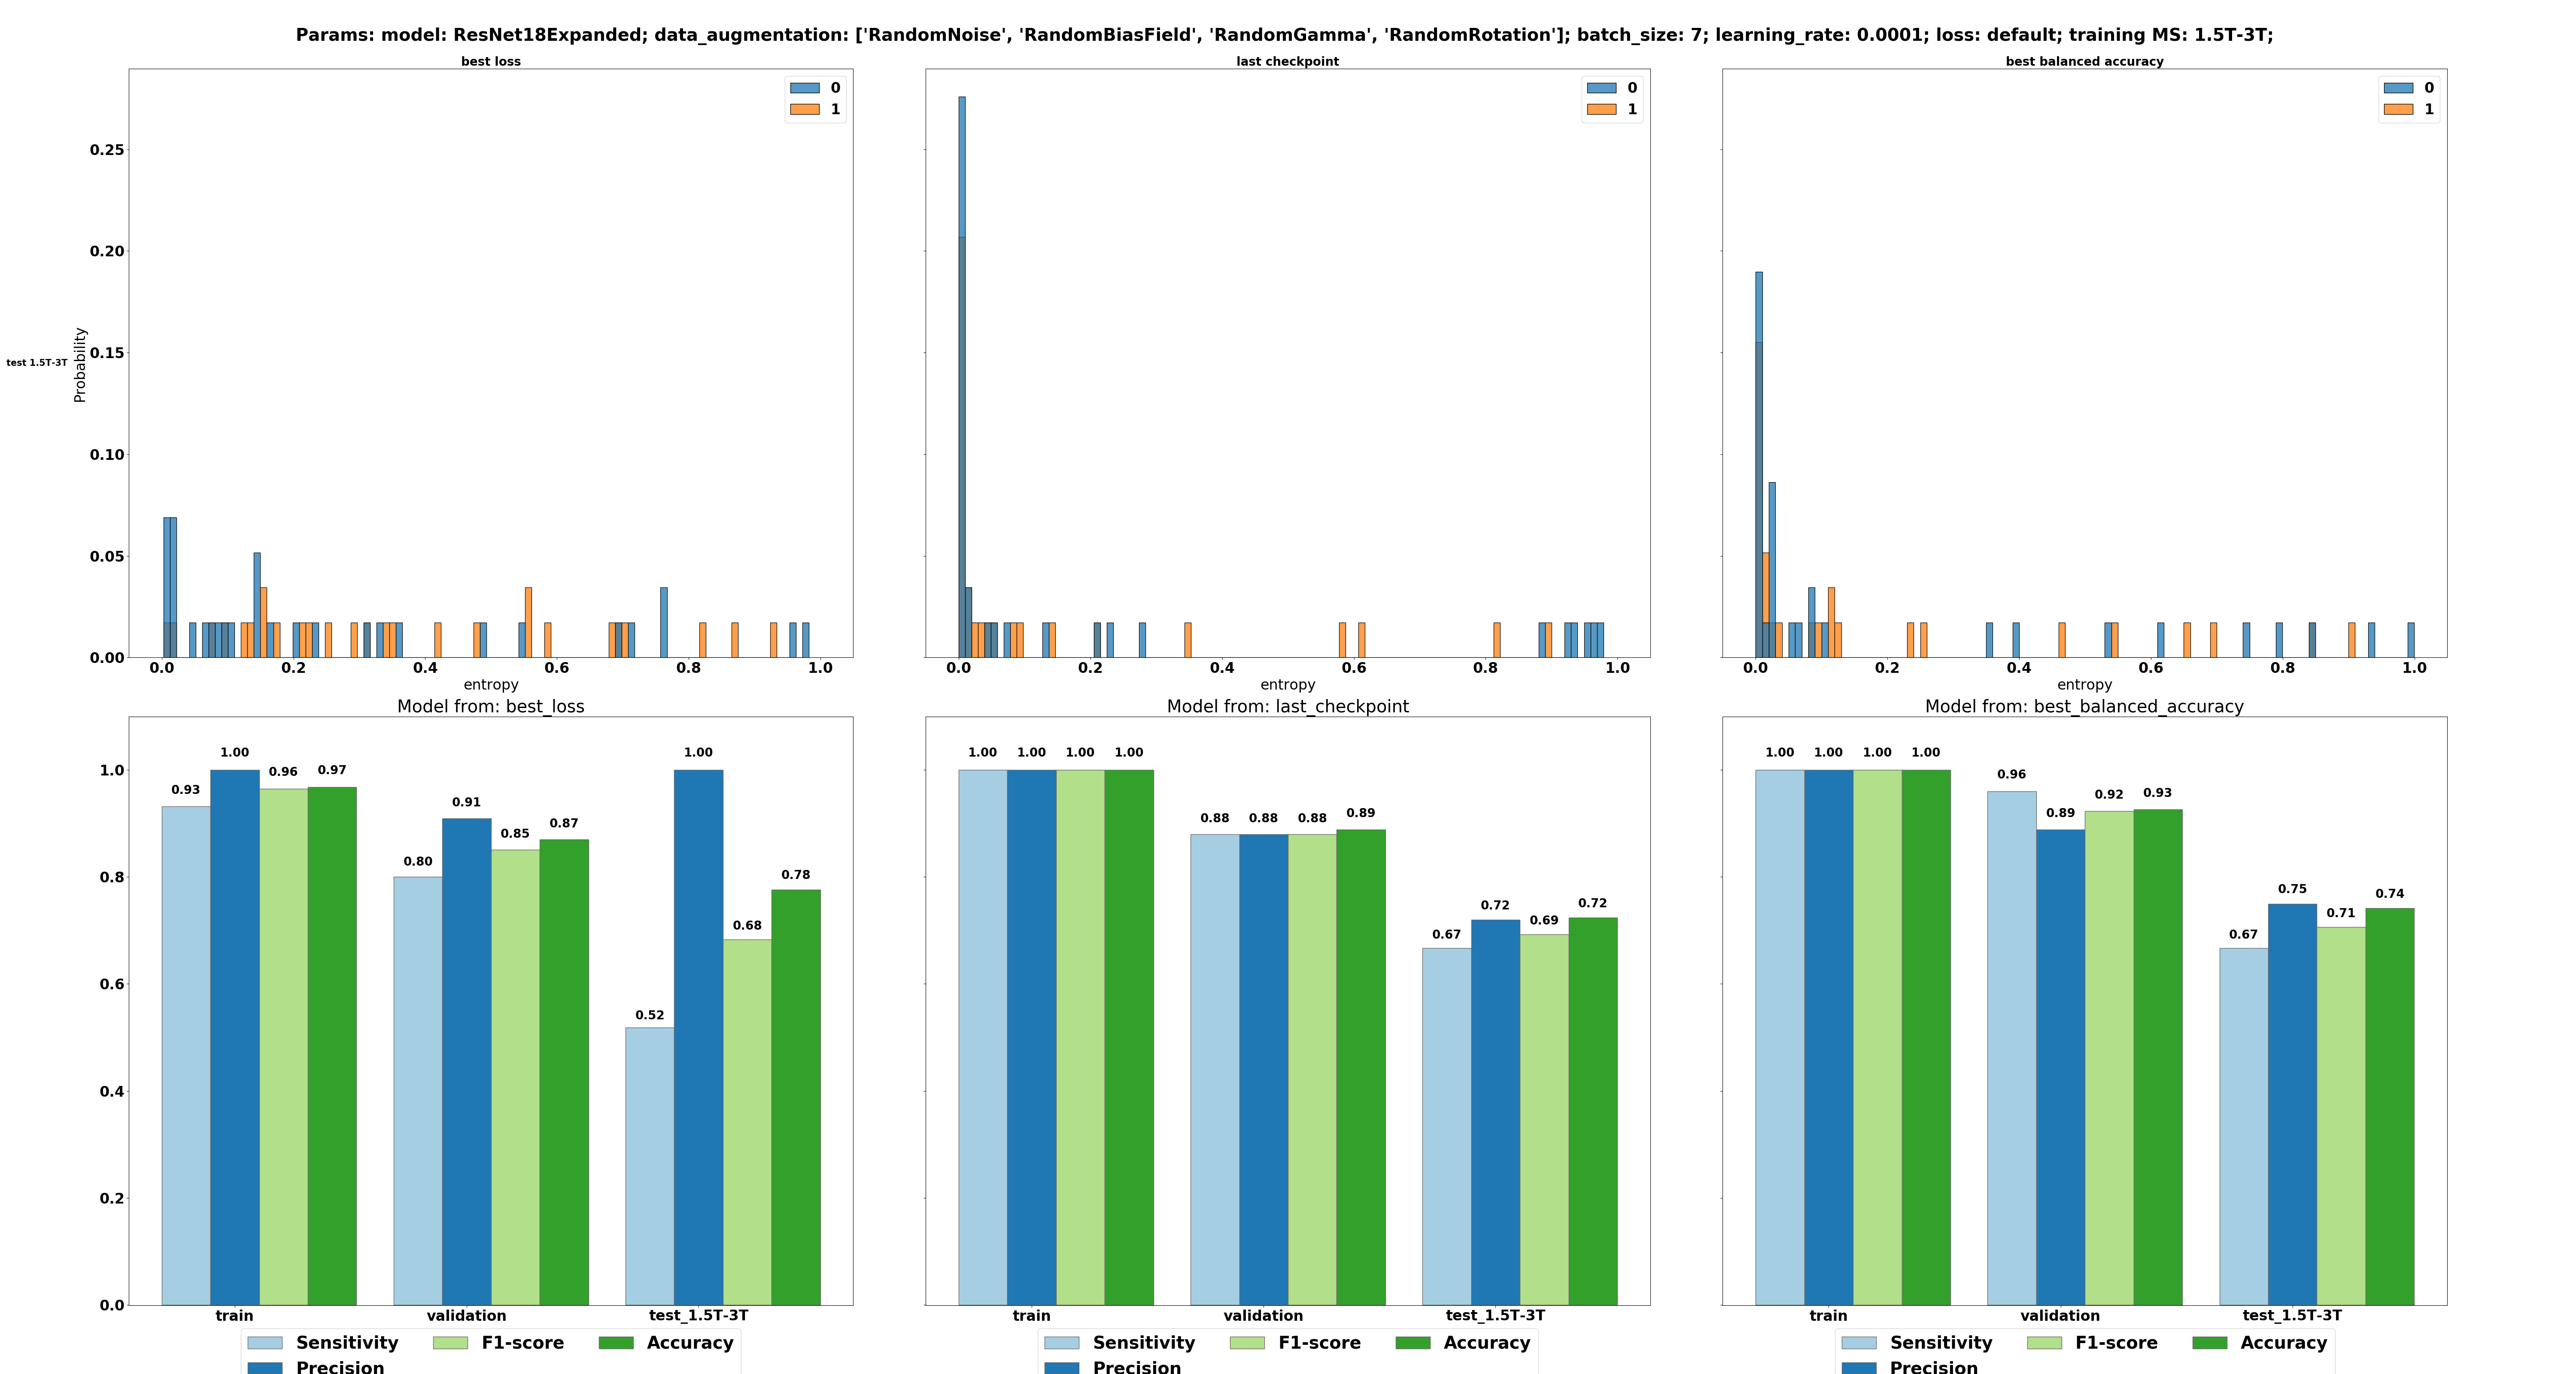 Params: model: ResNet18Expanded; data_augmentation: ['RandomNoise', 'RandomBiasField', 'RandomGamma', 'RandomRotation']; batch_size: 7; learning_rate: 0.0001; loss: default; training MS: 1.5T-3T;
best loss
last checkpoint
best balanced accuracy
0
1
0
1
0
1
test 1.5T-3T
Probability
0.25
0.20
0.15
0.10
0.05
0.00
0.0 0.2 0.4 0.6 0.8 1.0
entropy
0.0 0.2 0.4 0.6 0.8 1.0
entropy
0.0 0.2 0.4 0.6 0.8 1.0
entropy
Model from: best_loss
1.0
0.8
0.6
0.4
0.2
0.0
0.93 1.00 0.96 0.97
0.80 0.91 0.85 0.87
0.52 1.00 0.68 0.78
train validation test_1.5T-3T
Sensitivity F1-score Accuracy
Precision
Model from: last_checkpoint
1.00 1.00 1.00 1.00
0.88 0.88 0.88 0.89
0.67 0.72 0.69 0.72
train validation test_1.5T-3T
Sensitivity F1-score Accuracy
Precision
Model from: best_balanced_accuracy
1.00 1.00 1.00 1.00
0.96 0.89 0.92 0.93
0.67 0.75 0.71 0.74
train validation test_1.5T-3T
Sensitivity F1-score Accuracy
Precision